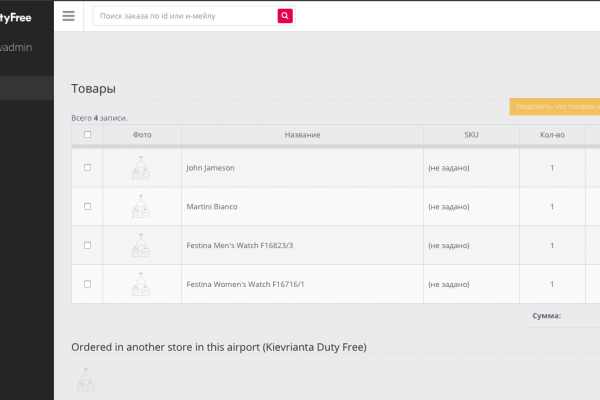 tyFree
Поиск заказа по id или и-мейлу
vadmin
Товары
Уведомить, что товаров н
Всего 4 записи.
Фото Название SKU Кол-во
John Jameson (не задано) 1
Martini Bianco (не задано) 1
Festina Men's Watch F16823/3 (не задано) 1
Festina Women's Watch F16716/1 (не задано) 1
Сумма:
Ordered in another store in this airport (Kievrianta Duty Free)